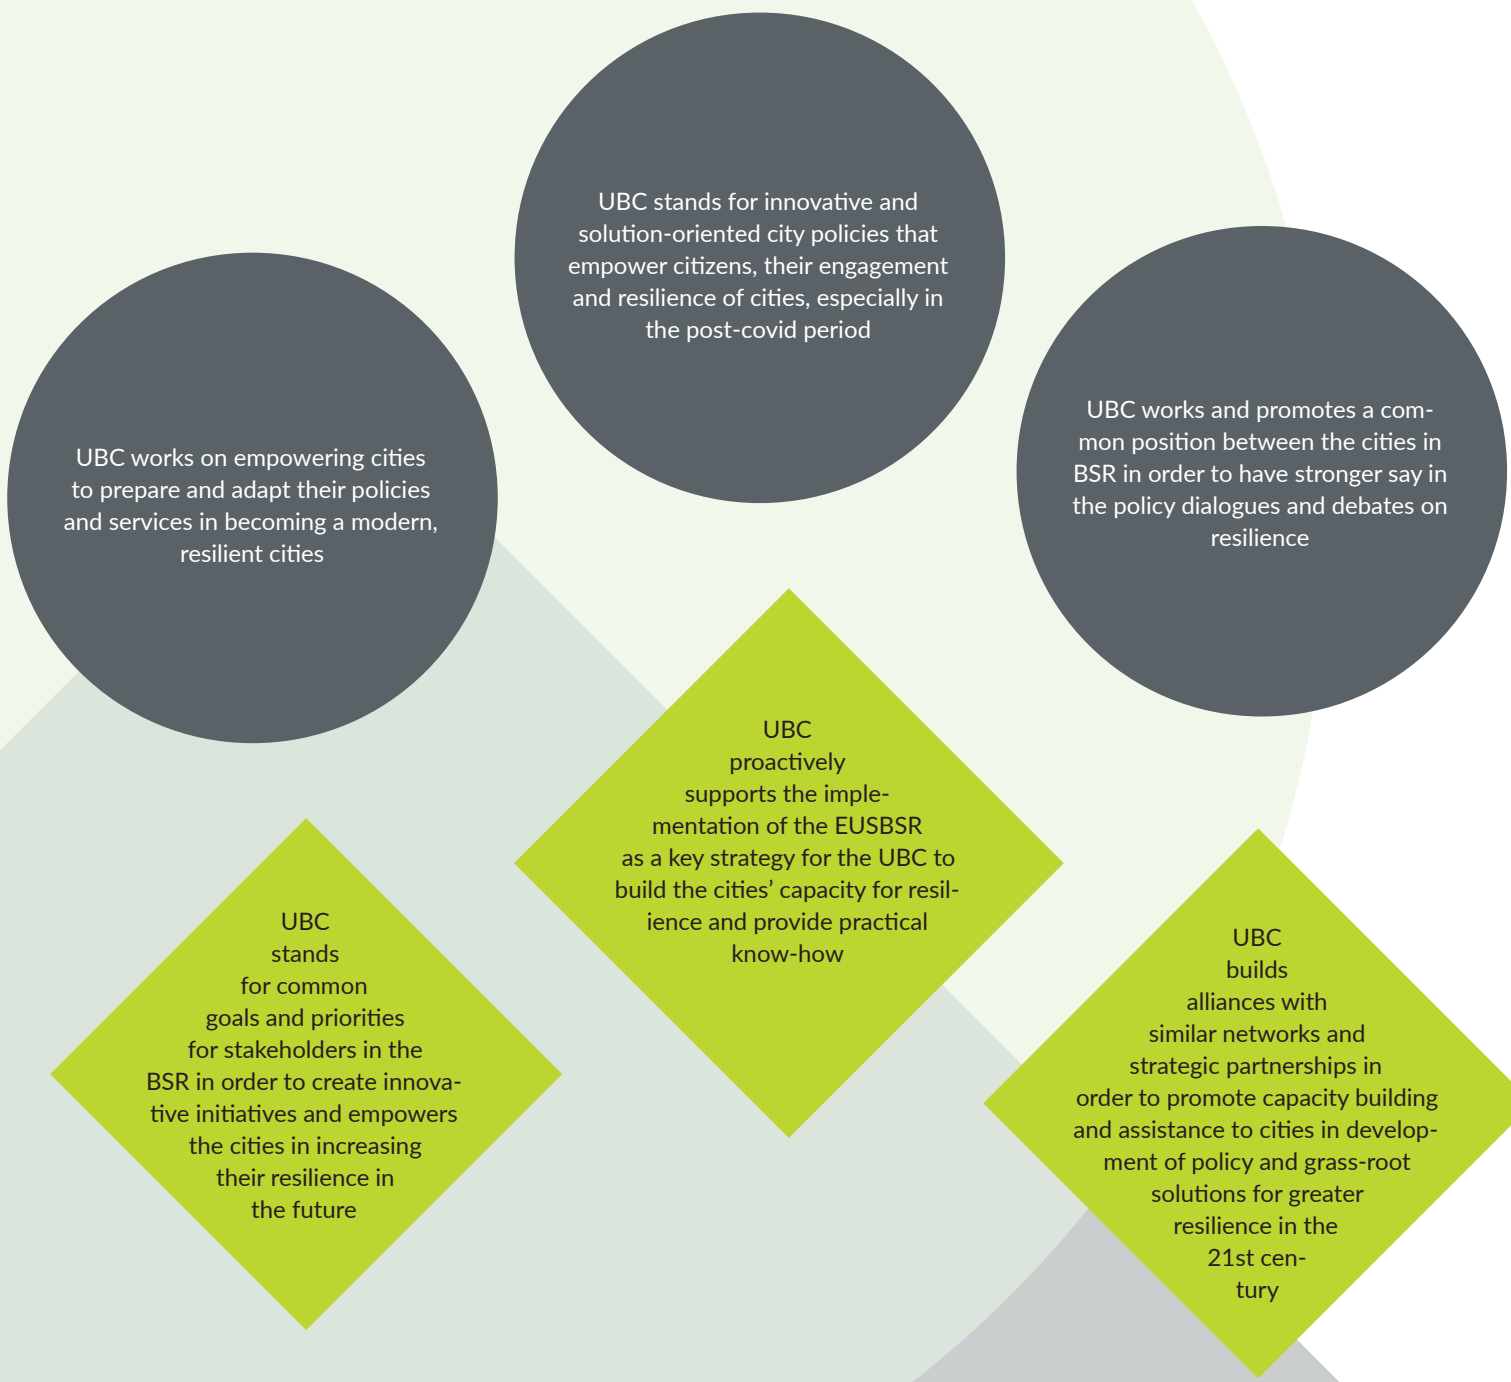 UBC stands for innovative and
solution-oriented city policies that
empower citizens, their engagement
and resilience of cities, especially in
the post-covid period
UBC works on empowering cities
to prepare and adapt their policies
and services in becoming a modern,
resilient cities
UBC works and promotes a com-
mon position between the cities in
BSR in order to have stronger say in
the policy dialogues and debates on
resilience
UBC
proactively
supports the imple-
mentation of the EUSBSR
as a key strategy for the UBC to
build the cities’ capacity for resil-
ience and provide practical
know-how
UBC
stands
for common
goals and priorities
for stakeholders in the
BSR in order to create innova-
tive initiatives and empowers
the cities in increasing
their resilience in
the future
UBC
builds
alliances with
similar networks and
strategic partnerships in
order to promote capacity building
and assistance to cities in develop-
ment of policy and grass-root
solutions for greater
resilience in the
21st cen-
tury